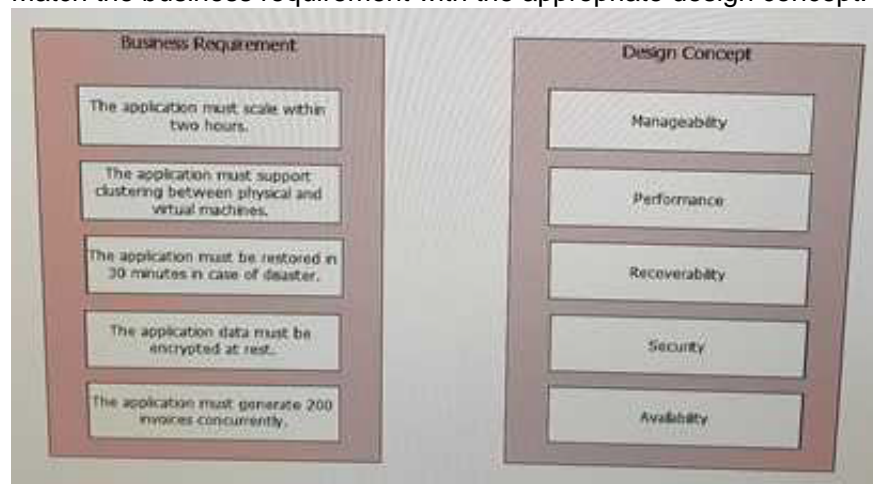 Match the business requirement with the appropriate design concept.
Business Requirement
The application must scale within
two hours.
The application must support
clustering between physical and
virtual machines.
The application must be restored in
30 minutes in case of disaster.
The application data must be
encrypted at rest.
The application must generate 200
invoices concurrently.
Design Concept
Manageability
Performance
Recoverability
Security
Availability